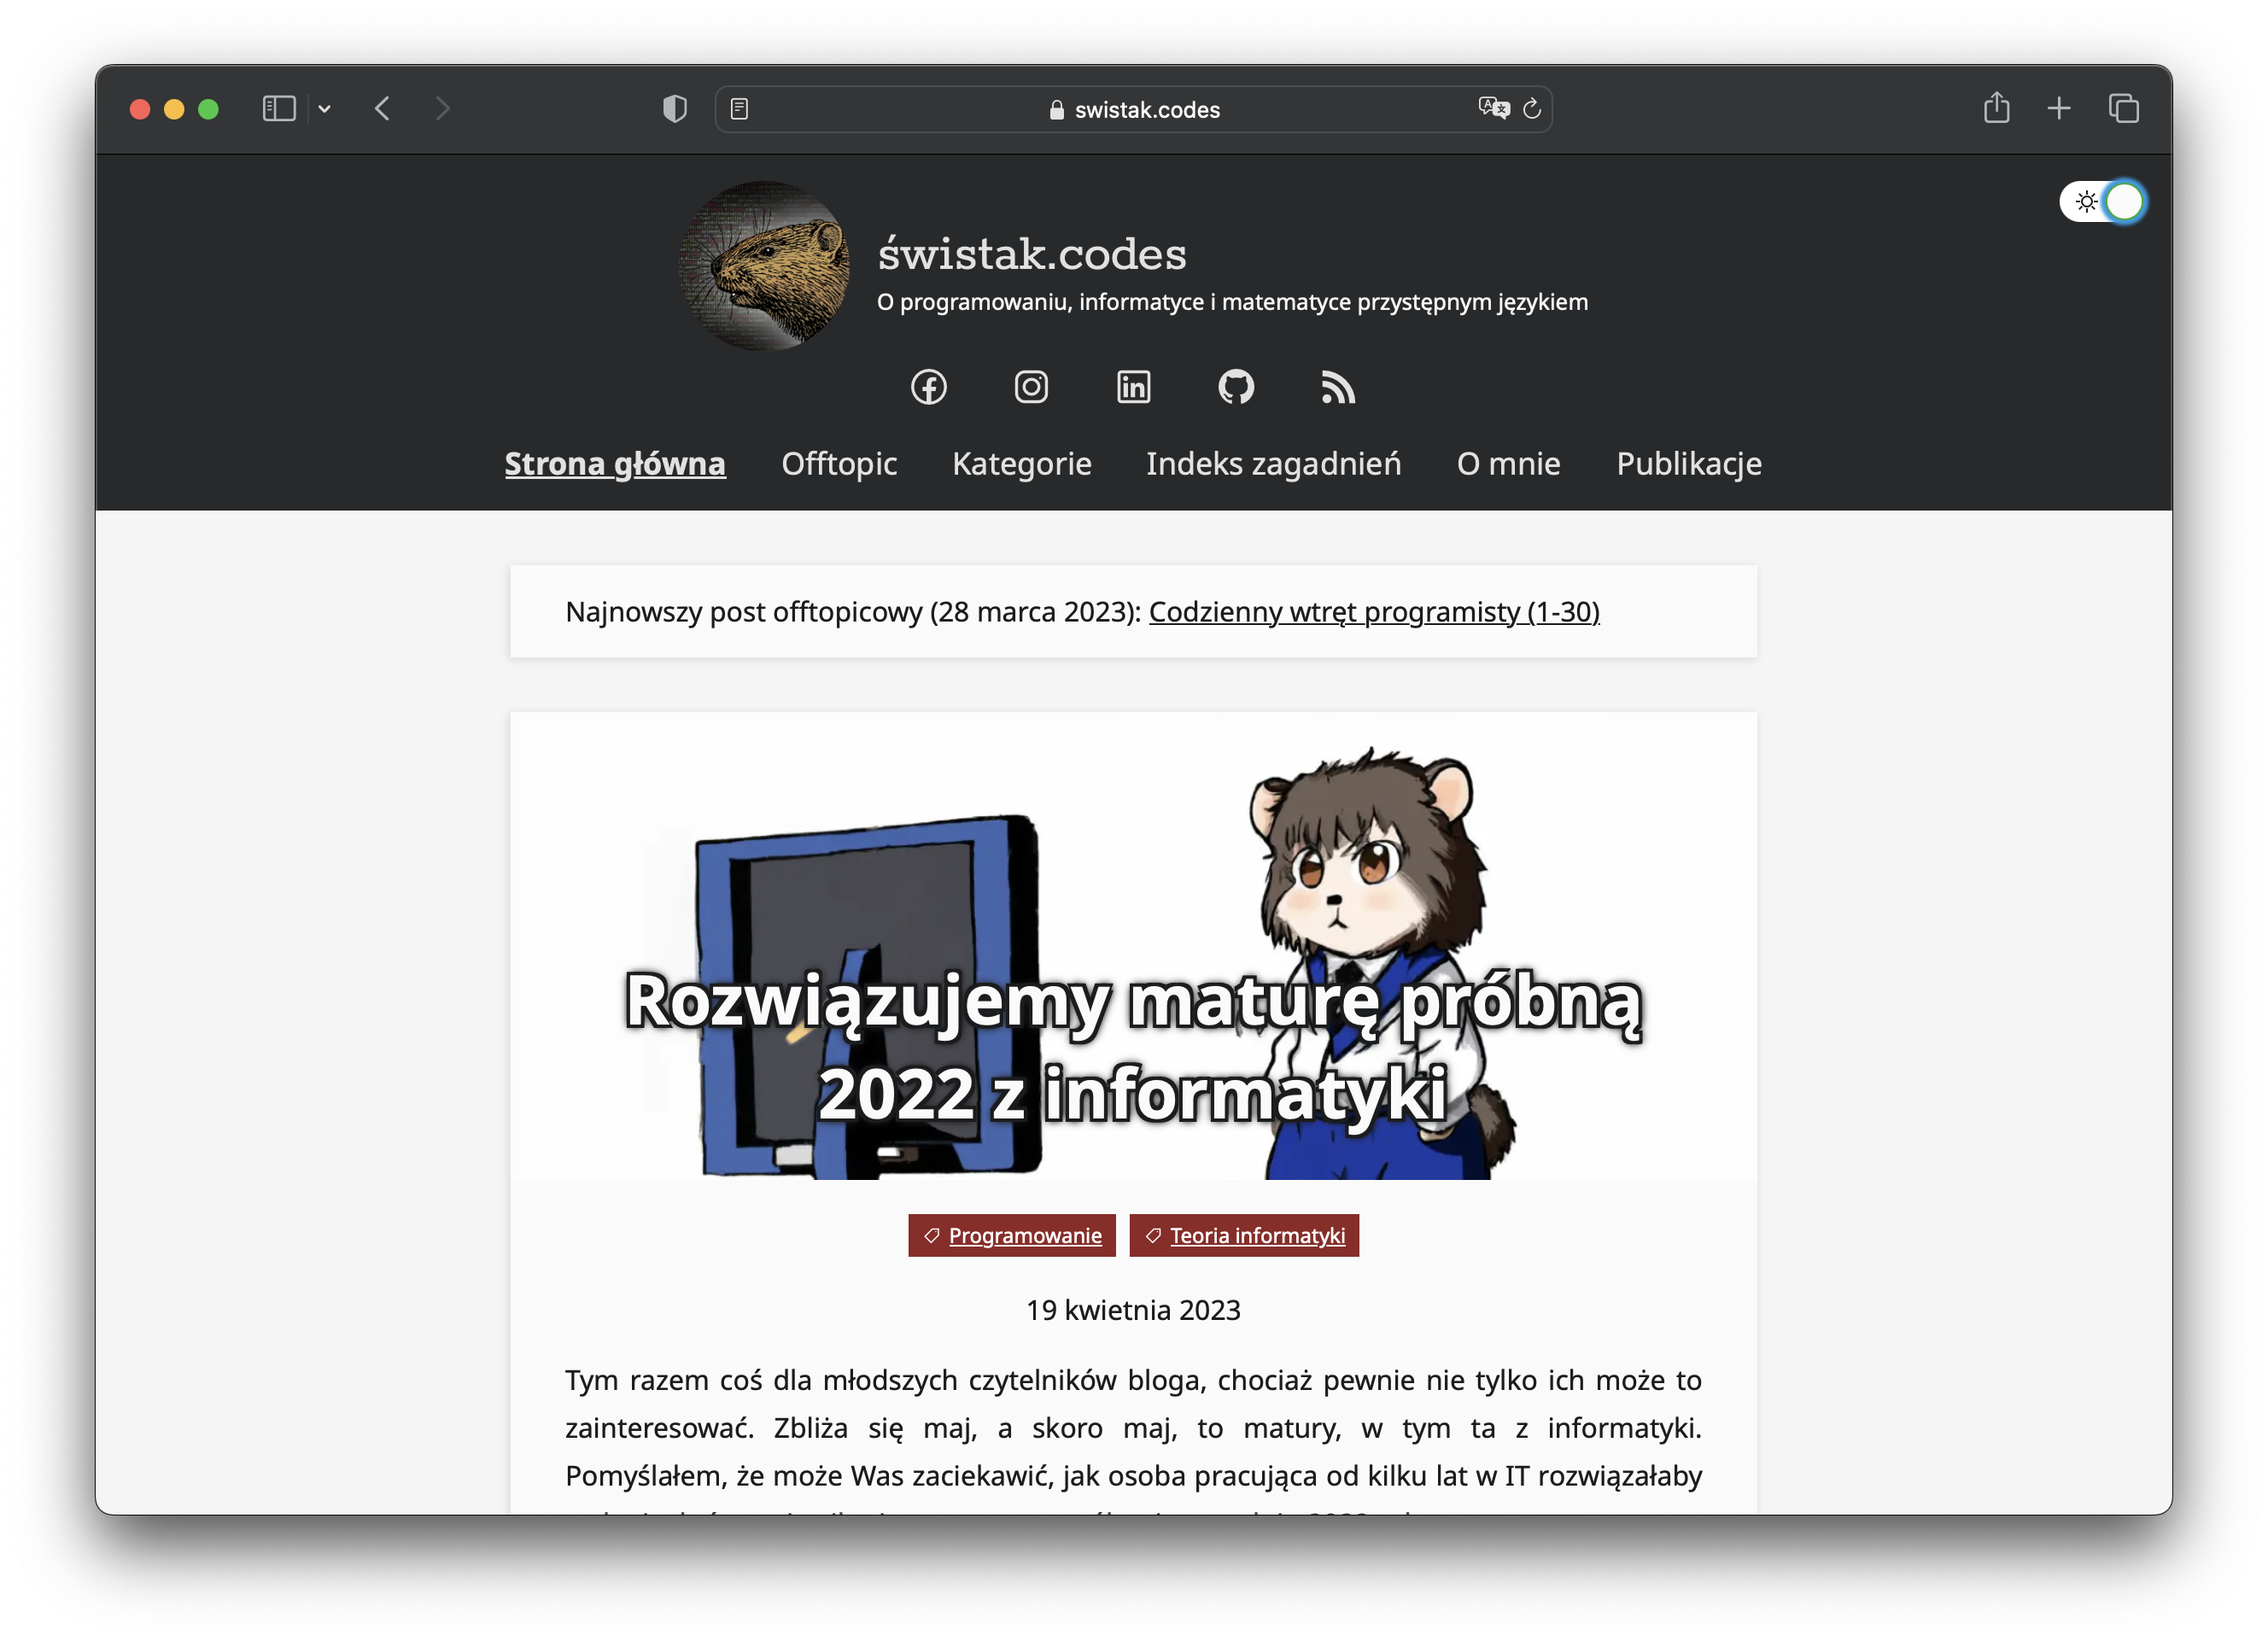 swistak.codes
świstak.codes
O programowaniu, informatyce i matematyce przystępnym językiem
Strona główna Offtopic Kategorie Indeks zagadnień O mnie Publikacje
Najnowszy post offtopicowy (28 marca 2023): Codzienny wtręt programisty (1-30)
Rozwiązujemy maturę próbną
2022 z informatyki
Programowanie Teoria informatyki
19 kwietnia 2023
Tym razem coś dla młodszych czytelników bloga, chociaż pewnie nie tylko ich może to
zainteresować. Zbliża się maj, a skoro maj, to matury, w tym ta z informatyki.
Pomyślałem, że może Was zaciekawić, jak osoba pracująca od kilku lat w IT rozwiązałaby